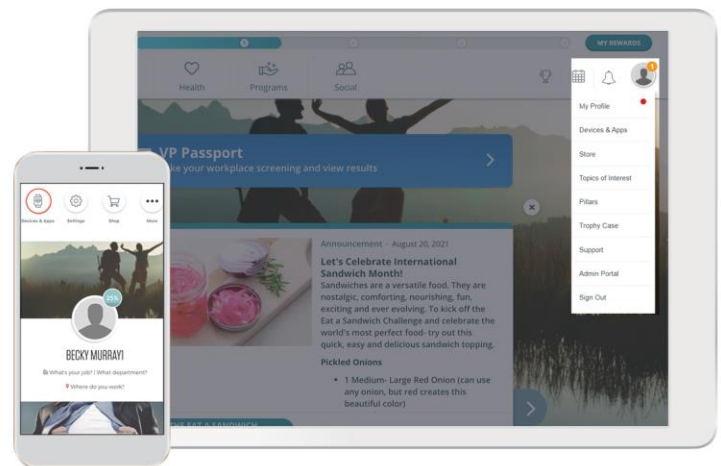 1
MY REWARDS
Health
Programs
Social
1
My Profile
Devices & Apps
Store
Topics of Interest
Pillars
Trophy Case
Support
Admin Portal
Sign Out
VP Passport
your workplace screening and view results
Announcement - August 20, 2021
Let's Celebrate International
Sandwich Month!
Sandwiches are a versatile food. They are
nostalgic, comforting, nourishing, fun,
exciting and ever evolving. To kick off the
Eat a Sandwich Challenge and celebrate the
world's most perfect food- try out this
quick, easy and delicious sandwich topping.
Pickled Onions
• 1 Medium- Large Red Onion (can use
any onion, but red creates this
beautiful color)
THE EAT A SANDWICH
Devices & Apps
Settings
Shop
More
25%
BECKY MURRAY!
What's your job? | What department?
Where do you work?